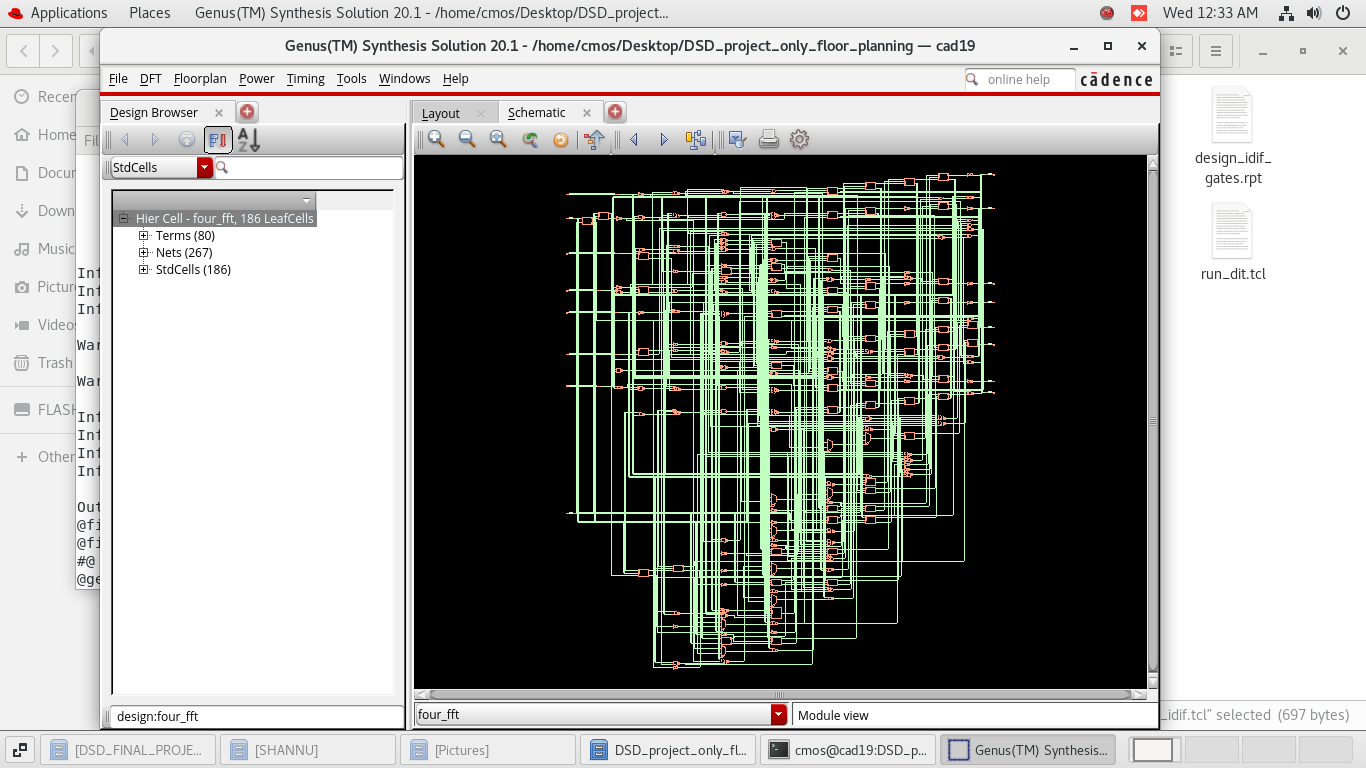 Applications Places Genus(TM) Synthesis Solution 20.1 - /home/cmos/Desktop/DSD_project... Wed 12:33 AM
Genus(TM) Synthesis Solution 20.1 - /home/cmos/Desktop/DSD_project_only_floor_planning — cad19
File DFT Floorplan Power Timing Tools Windows Help online help cādence
Design Browser
Layout Schematic
StdCells
Hier Cell - four_fft, 186 LeafCells
Terms (80)
Nets (267)
StdCells (186)
design:four_fft
four_fft Module view
Recen
Home
Docu
Down
Music
Pictur
Videos
Trash
FLASH
Other
Fil
Inf
Inf
Inf
War
War
Inf
Inf
Inf
Inf
Out
@fi
@fi
#@
@ge
design_idif_
gates.rpt
run_dit.tcl
_idif.tcl" selected (697 bytes)
[DSD_FINAL_PROJE... [SHANNU] [Pictures] DSD_project_only_fl... cmos@cad19:DSD_p... Genus(TM) Synthesis...